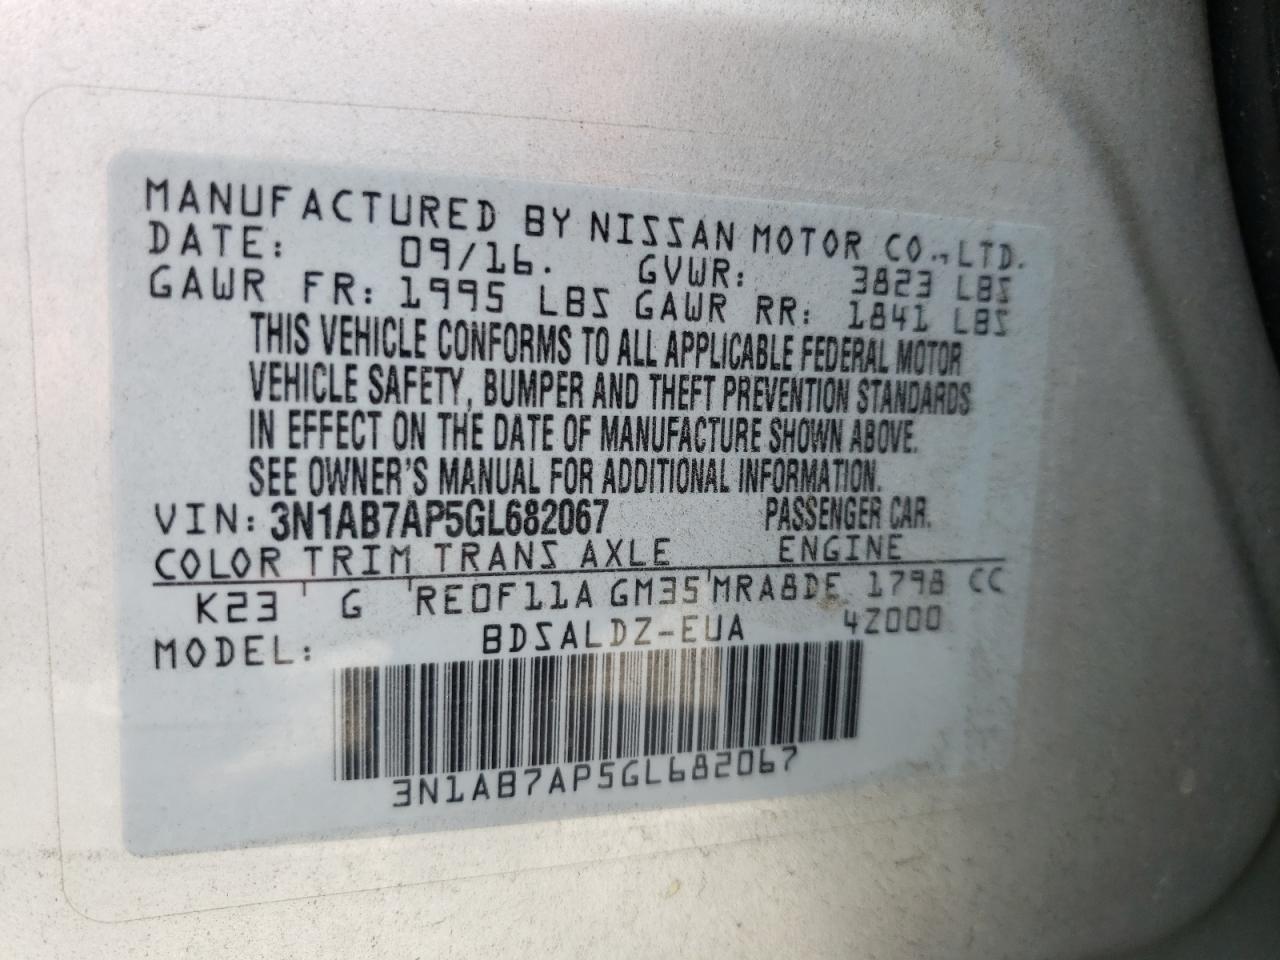 MANUFACTURED BY NISSAN MOTOR CO., LTD.
DATE: 09/16. GVWR: 3823 LBS
GAWR FR: 1995 LBS GAWR RR: 1841 LBS
THIS VEHICLE CONFORMS TO ALL APPLICABLE FEDERAL MOTOR
VEHICLE SAFETY, BUMPER AND THEFT PREVENTION STANDARDS
IN EFFECT ON THE DATE OF MANUFACTURE SHOWN ABOVE.
SEE OWNER'S MANUAL FOR ADDITIONAL INFORMATION.
VIN: 3N1AB7AP5GL682067 PASSENGER CAR.
COLOR TRIM TRANS AXLE ENGINE
K23 G RE0F11A GM35 MRA8DE 1798 CC
MODEL: BDSALDZ-EUA 4Z000
3N1AB7AP5GL682067